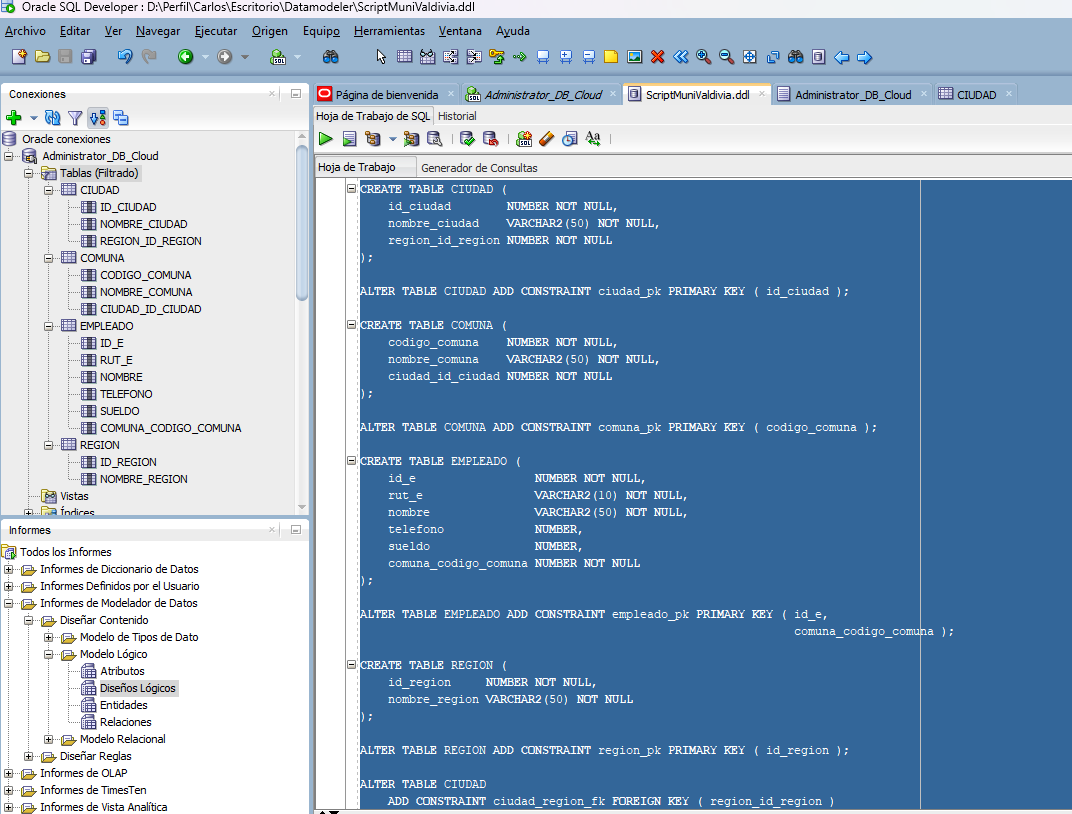 Oracle SQL Developer : D:\Perfil\Carlos\Escritorio\Datamodeler\ScriptMuniValdivia.ddl
Archivo Editar Ver Navegar Ejecutar Origen Equipo Herramientas Ventana Ayuda
Conexiones
Oracle conexiones
Administrator_DB_Cloud
Tablas (Filtrado)
CIUDAD
ID_CIUDAD
NOMBRE_CIUDAD
REGION_ID_REGION
COMUNA
CODIGO_COMUNA
NOMBRE_COMUNA
CIUDAD_ID_CIUDAD
EMPLEADO
ID_E
RUT_E
NOMBRE
TELEFONO
SUELDO
COMUNA_CODIGO_COMUNA
REGION
ID_REGION
NOMBRE_REGION
Vistas
Índices
Informes
Todos los Informes
Informes de Diccionario de Datos
Informes Definidos por el Usuario
Informes de Modelador de Datos
Diseñar Contenido
Modelo de Tipos de Dato
Modelo Lógico
Atributos
Diseños Lógicos
Entidades
Relaciones
Modelo Relacional
Diseñar Reglas
Informes de OLAP
Informes de TimesTen
Informes de Vista Analítica
Página de bienvenida Administrator_DB_Cloud ScriptMuniValdivia.ddl Administrator_DB_Cloud CIUDAD
Hoja de Trabajo de SQL Historial
Hoja de Trabajo Generador de Consultas
CREATE TABLE CIUDAD (
id_ciudad NUMBER NOT NULL,
nombre_ciudad VARCHAR2(50) NOT NULL,
region_id_region NUMBER NOT NULL
);
ALTER TABLE CIUDAD ADD CONSTRAINT ciudad_pk PRIMARY KEY ( id_ciudad );
CREATE TABLE COMUNA (
codigo_comuna NUMBER NOT NULL,
nombre_comuna VARCHAR2(50) NOT NULL,
ciudad_id_ciudad NUMBER NOT NULL
);
ALTER TABLE COMUNA ADD CONSTRAINT comuna_pk PRIMARY KEY ( codigo_comuna );
CREATE TABLE EMPLEADO (
id_e NUMBER NOT NULL,
rut_e VARCHAR2(10) NOT NULL,
nombre VARCHAR2(50) NOT NULL,
telefono NUMBER,
sueldo NUMBER,
comuna_codigo_comuna NUMBER NOT NULL
);
ALTER TABLE EMPLEADO ADD CONSTRAINT empleado_pk PRIMARY KEY ( id_e,
comuna_codigo_comuna );
CREATE TABLE REGION (
id_region NUMBER NOT NULL,
nombre_region VARCHAR2(50) NOT NULL
);
ALTER TABLE REGION ADD CONSTRAINT region_pk PRIMARY KEY ( id_region );
ALTER TABLE CIUDAD
ADD CONSTRAINT ciudad_region_fk FOREIGN KEY ( region_id_region )